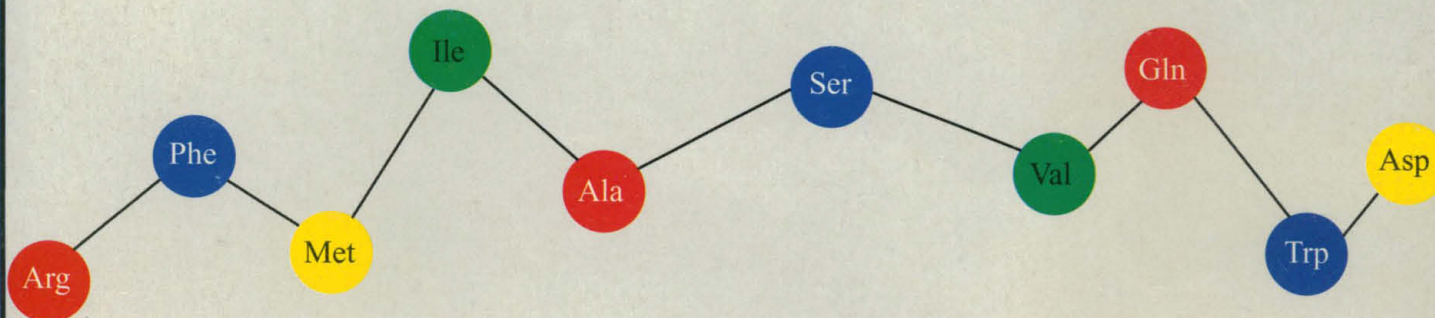 Arg
Phe
Met
Ile
Ala
Ser
Val
Gln
Trp
Asp